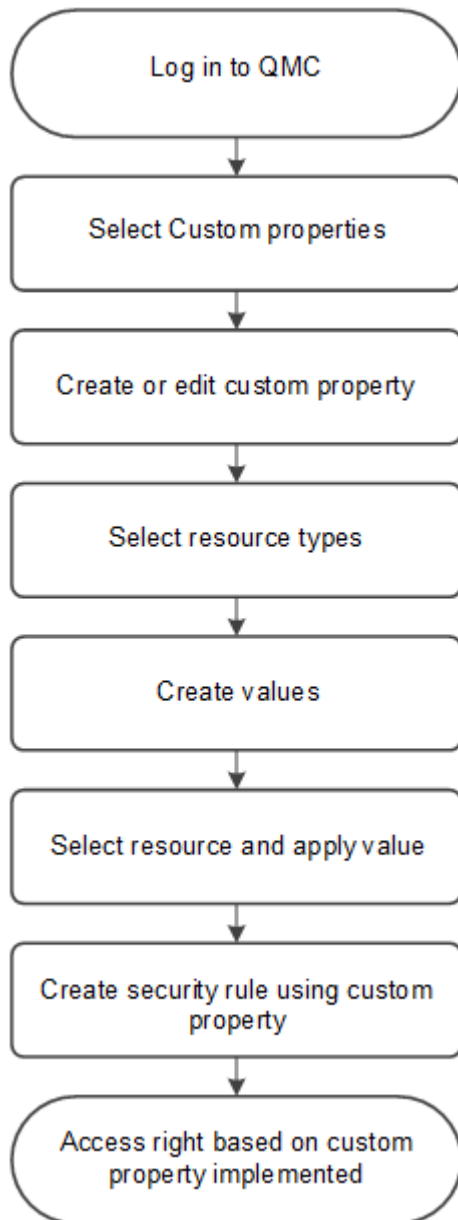 Log in to QMC
Select Custom properties
Create or edit custom property
Select resource types
Create values
Select resource and apply value
Create security rule using custom
property
Access right based on custom
property implemented